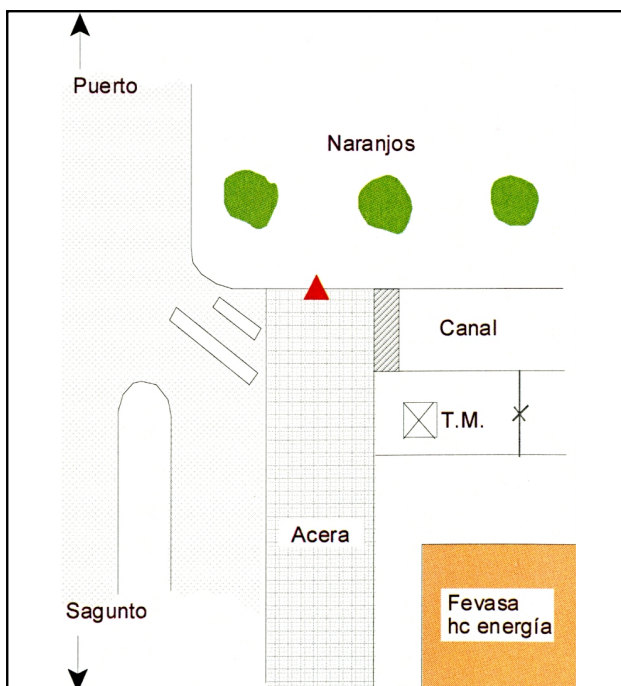 Puerto
Naranjos
Canal
T.M.
Acera
Sagunto
Fevasa
hc energía